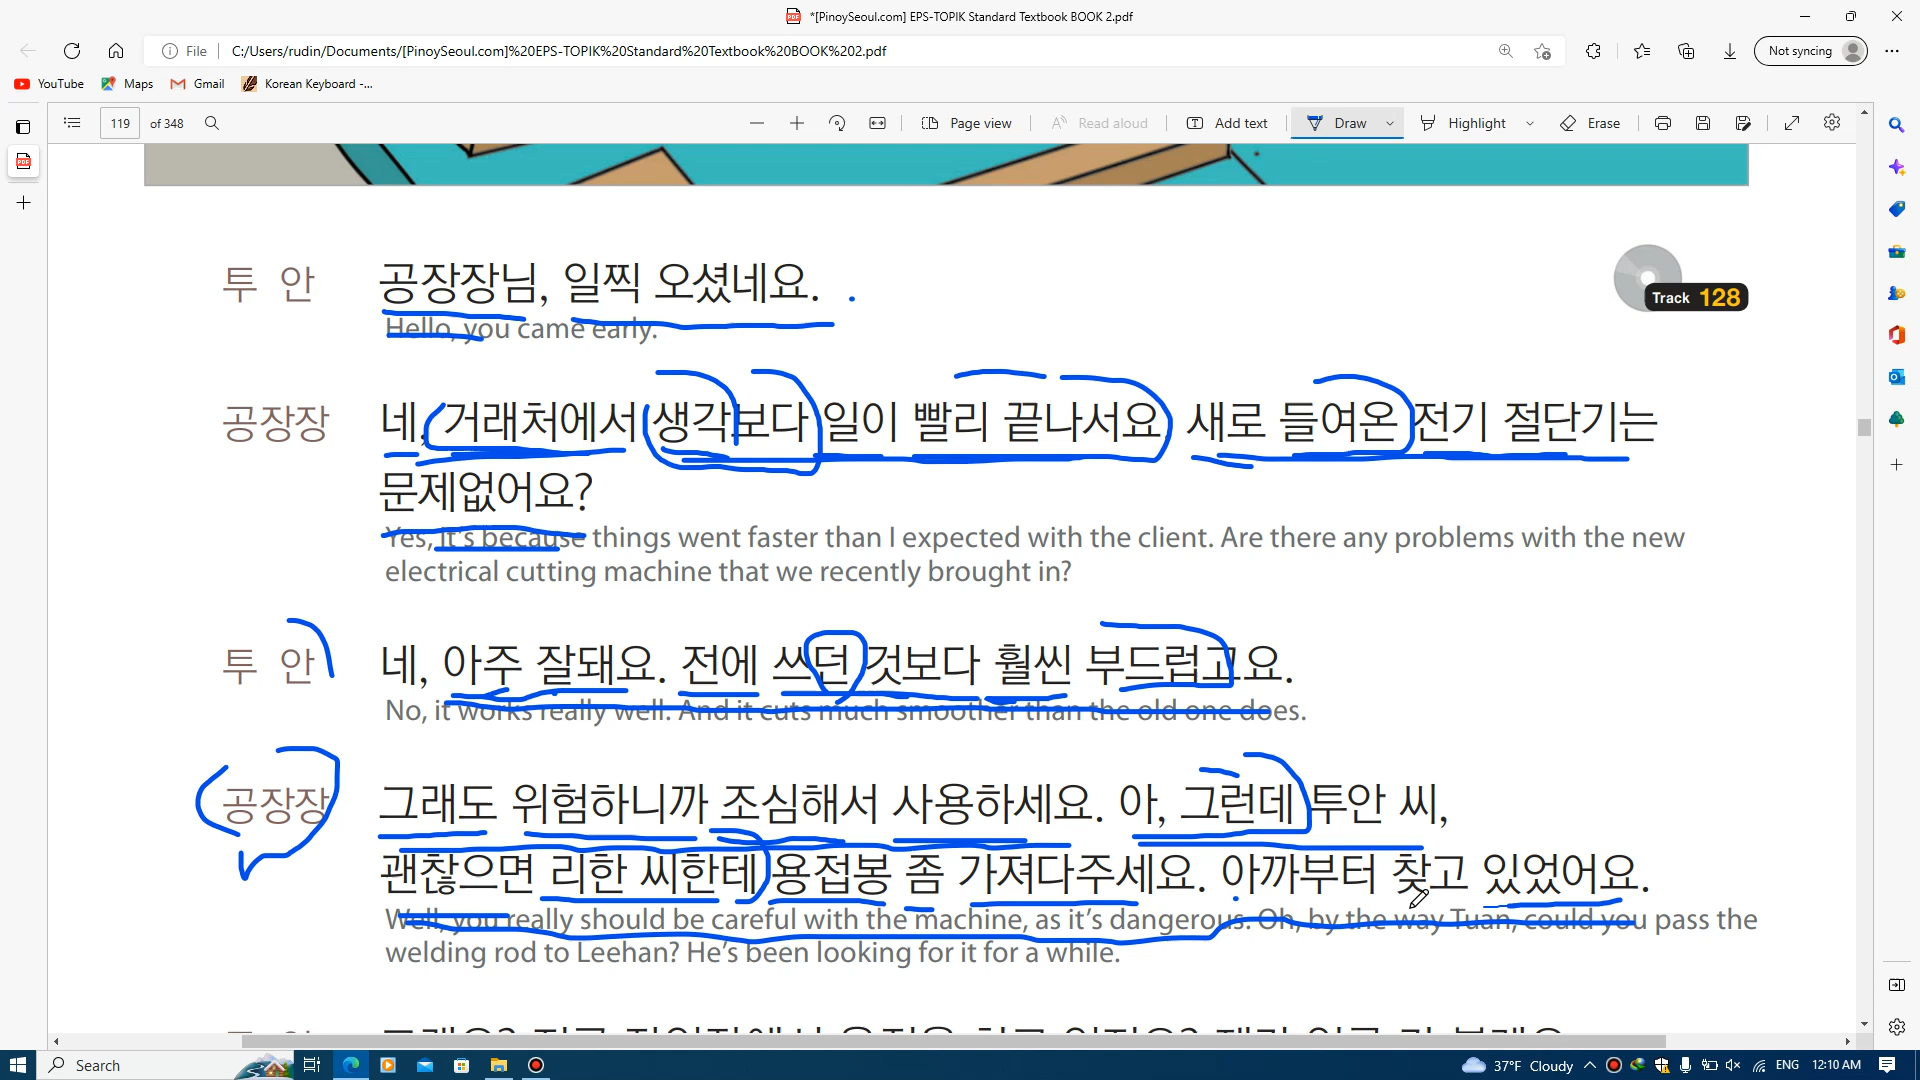 *[PinoySeoul.com] EPS-TOPIK Standard Textbook BOOK 2.pdf
File C:/Users/rudin/Documents/[PinoySeoul.com]%20EPS-TOPIK%20Standard%20Textbook%20BOOK%202.pdf Not syncing
YouTube Maps Gmail Korean Keyboard -...
119 of 348 Page view Read aloud Add text Draw Highlight Erase
투 안 공장장님, 일찍 오셨네요.
Track 128
Hello, you came early.
공장장 네, 거래처에서 생각보다 일이 빨리 끝나서요. 새로 들여온 전기 절단기는
문제없어요?
Yes, it's because things went faster than I expected with the client. Are there any problems with the new
electrical cutting machine that we recently brought in?
투 안 네, 아주 잘돼요. 전에 쓰던 것보다 훨씬 부드럽고요.
No, it works really well. And it cuts much smoother than the old one does.
공장장 그래도 위험하니까 조심해서 사용하세요. 아, 그런데 투안 씨,
괜찮으면 리한 씨한테 용접봉 좀 가져다주세요. 아까부터 찾고 있었어요.
Well, you really should be careful with the machine, as it's dangerous. Oh, by the way Tuan, could you pass the
welding rod to Leehan? He's been looking for it for a while.
Search 37°F Cloudy ENG 12:10 AM